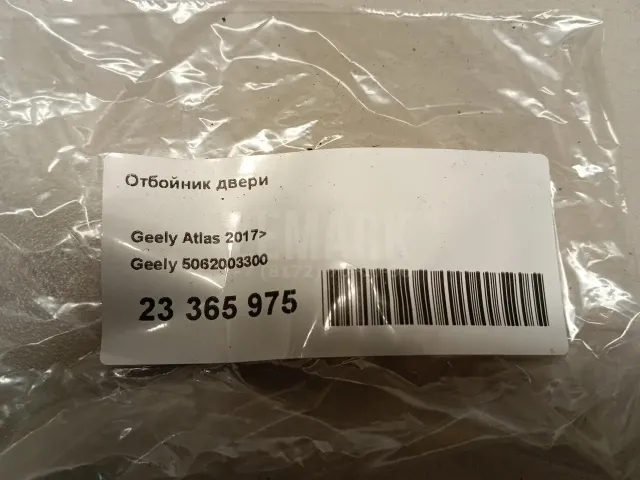 Отбойник двери
Geely Atlas 2017>
Geely 5062003300
23 365 975